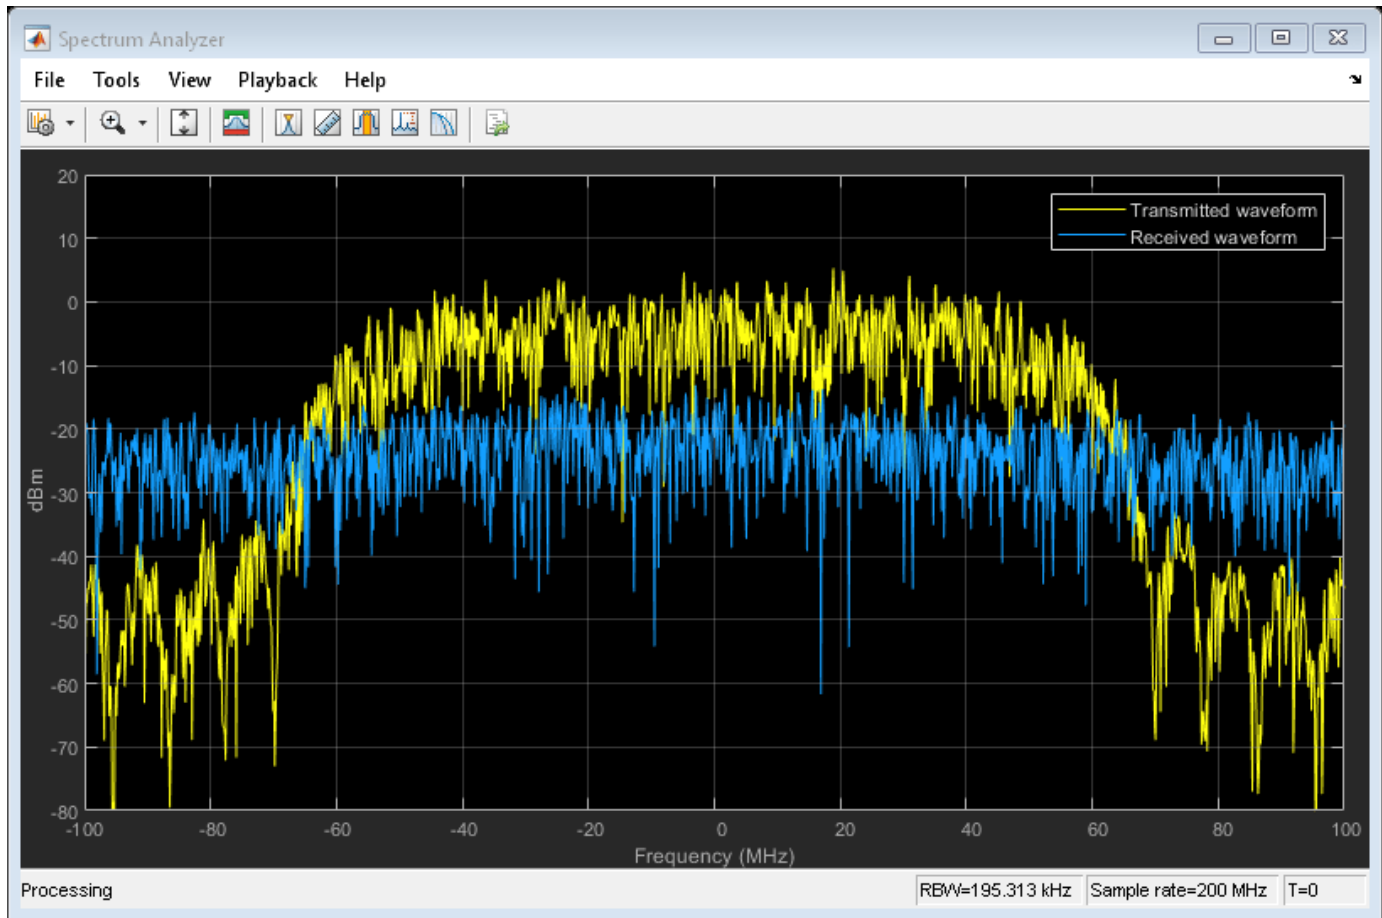 Spectrum Analyzer
File Tools View Playback Help
20
10
0
-10
-20
-30
-40
-50
-60
-70
-80
dBm
Transmitted waveform
Received waveform
-100 -80 -60 -40 -20 0 20 40 60 80 100
Frequency (MHz)
Processing RBW=195.313 kHz Sample rate=200 MHz T=0